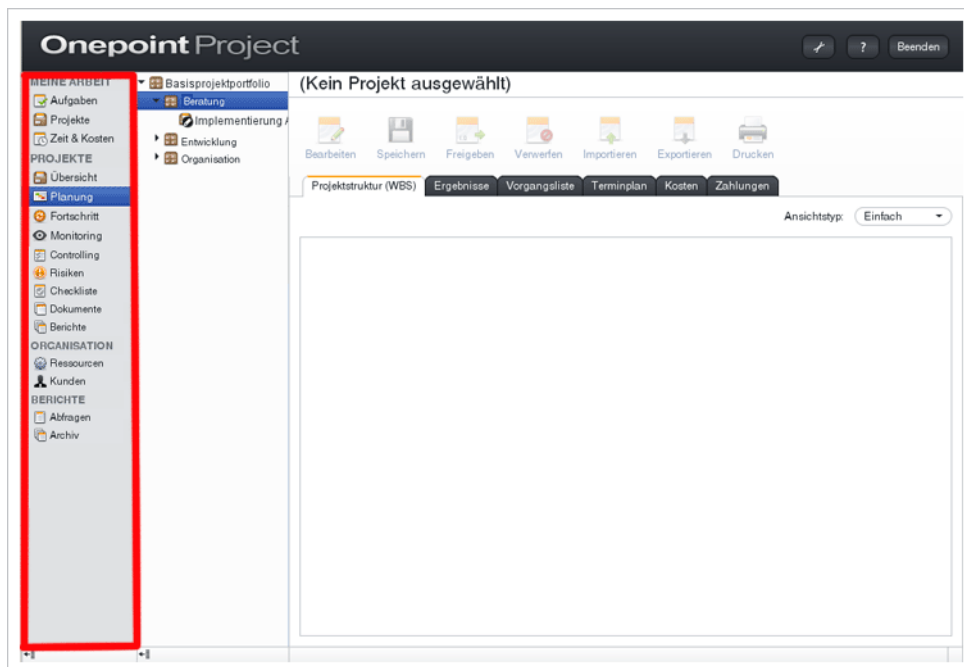 Onepoint Project
? Beenden
MEINE ARBEIT
Aufgaben
Projekte
Zeit & Kosten
PROJEKTE
Übersicht
Planung
Fortschritt
Monitoring
Controlling
Risiken
Checkliste
Dokumente
Berichte
ORGANISATION
Ressourcen
Kunden
BERICHTE
Abfragen
Archiv
Basisprojektportfolio
Beratung
Implementierung A
Entwicklung
Organisation
(Kein Projekt ausgewählt)
Bearbeiten Speichern Freigeben Verwerfen Importieren Exportieren Drucken
Projektstruktur (WBS) Ergebnisse Vorgangsliste Terminplan Kosten Zahlungen
Ansichtstyp: Einfach